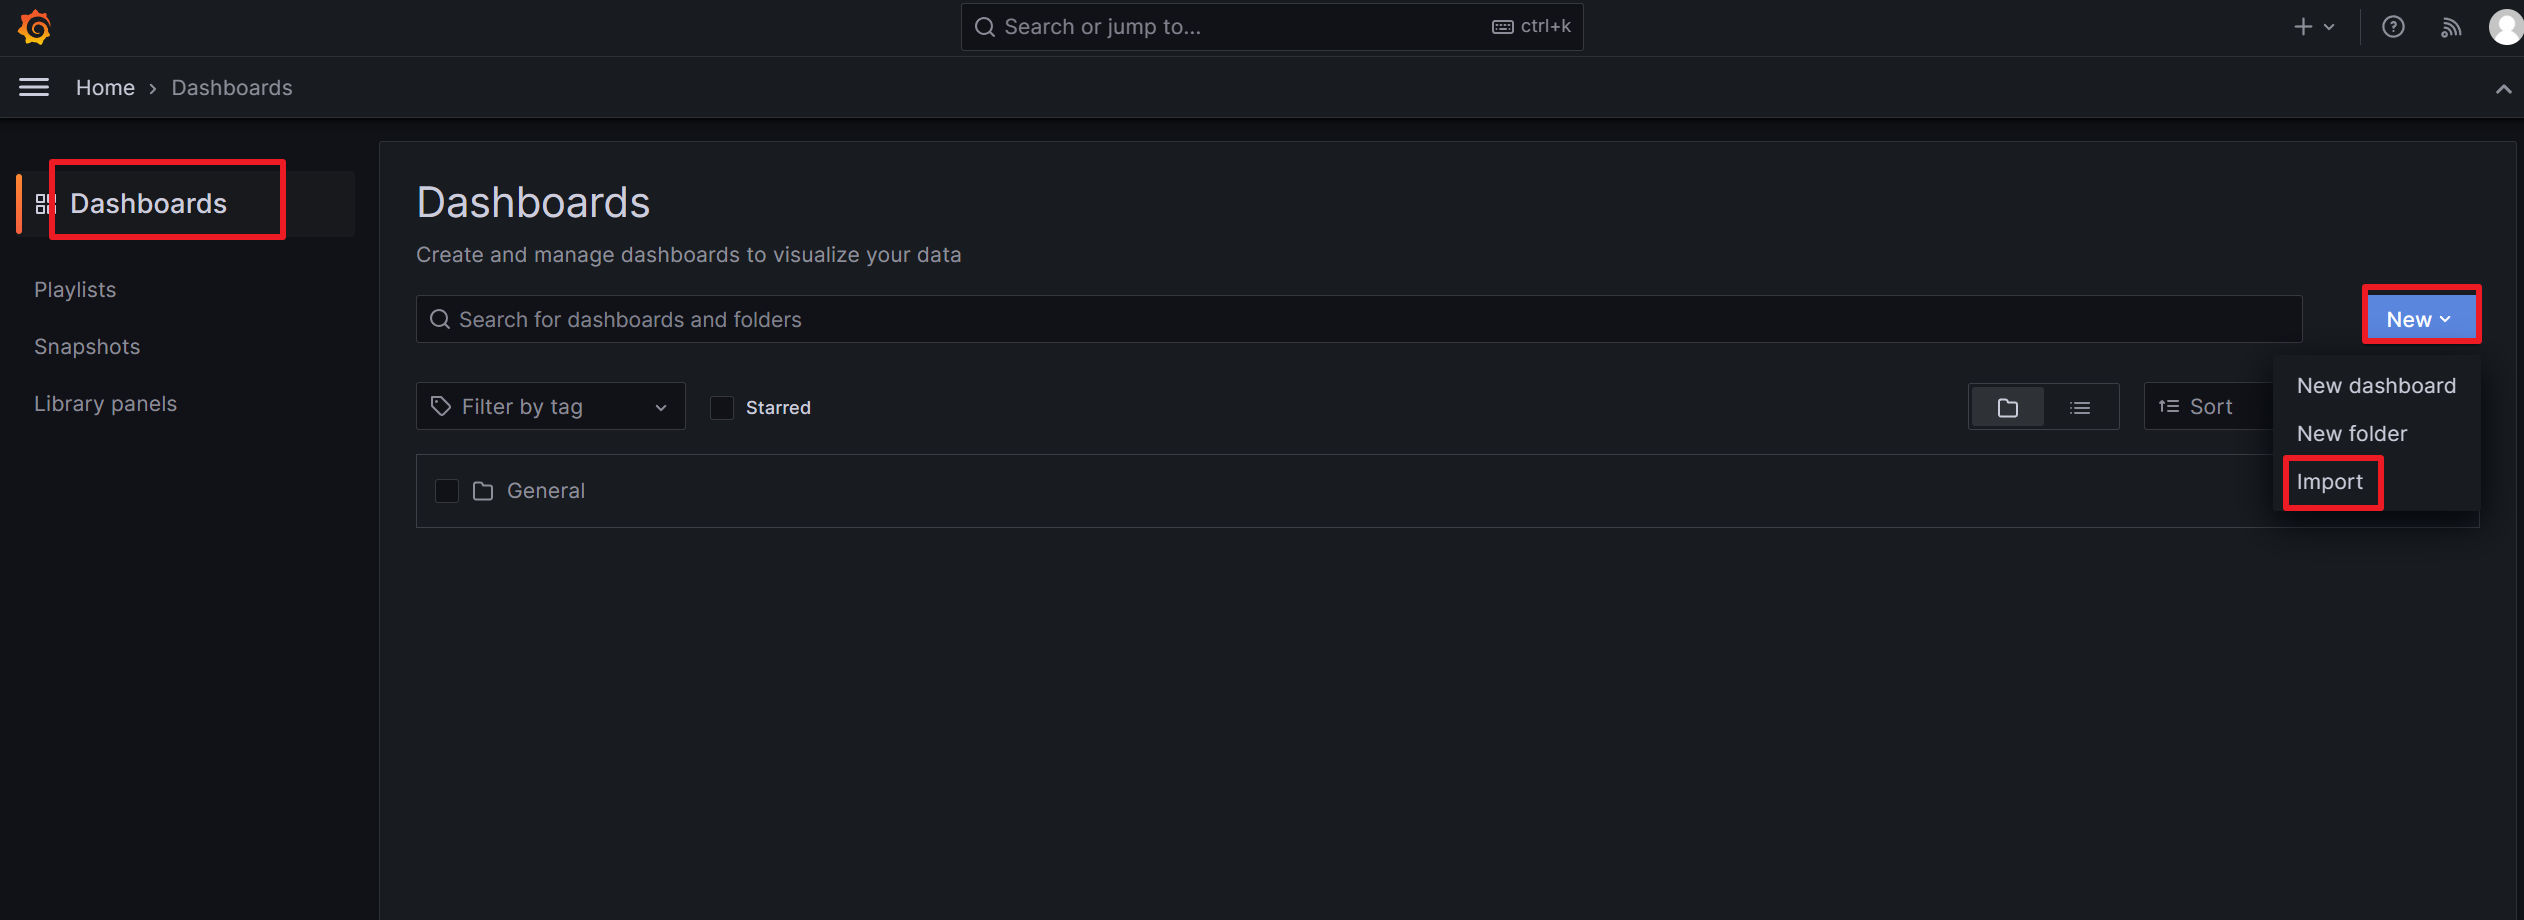 Search or jump to...
ctrl+k
Home
Dashboards
Dashboards
Playlists
Snapshots
Library panels
Dashboards
Create and manage dashboards to visualize your data
Search for dashboards and folders
New
New dashboard
New folder
Import
Filter by tag
Starred
Sort
General